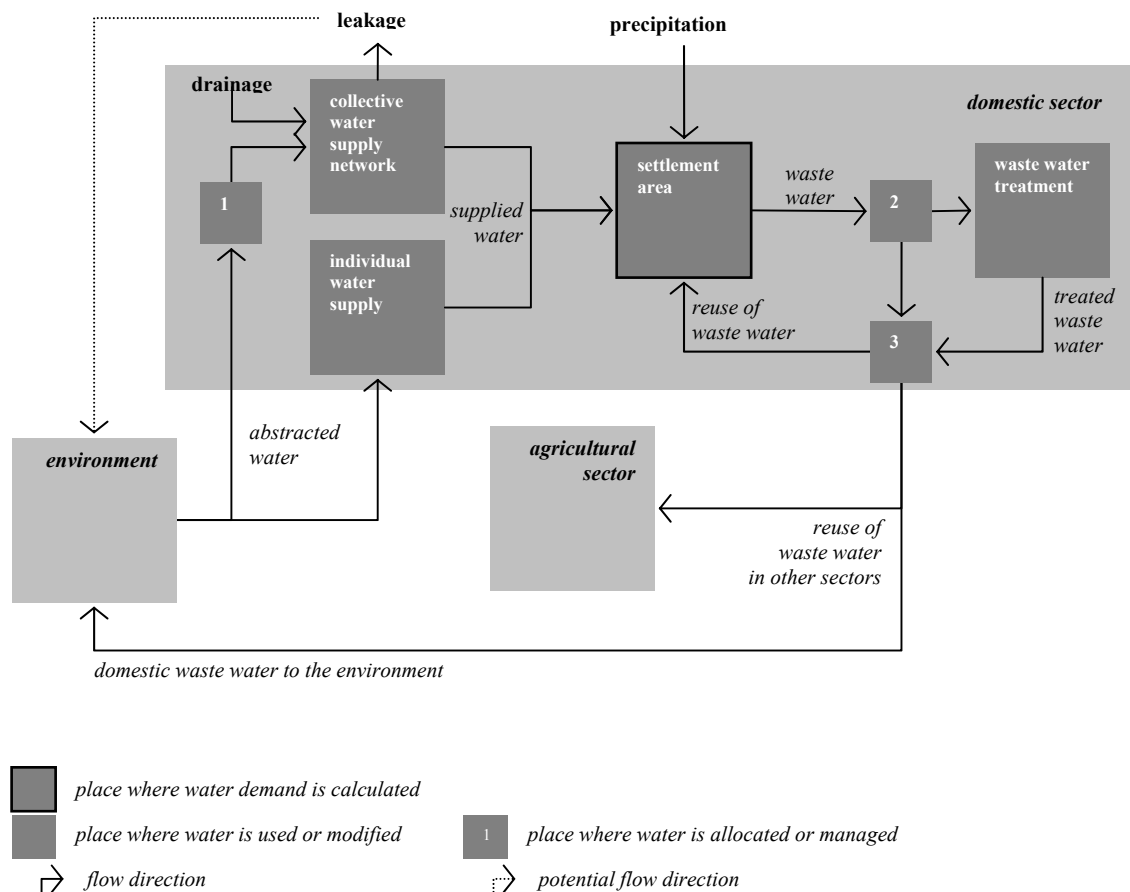 leakage
precipitation
drainage
collective
water
supply
network
domestic sector
settlement
area
waste
water
waste water
treatment
1
2
supplied
water
individual
water
supply
reuse of
waste water
3
treated
waste
water
abstracted
water
environment
agricultural
sector
reuse of
waste water
in other sectors
domestic waste water to the environment
place where water demand is calculated
place where water is used or modified
1
place where water is allocated or managed
flow direction
potential flow direction